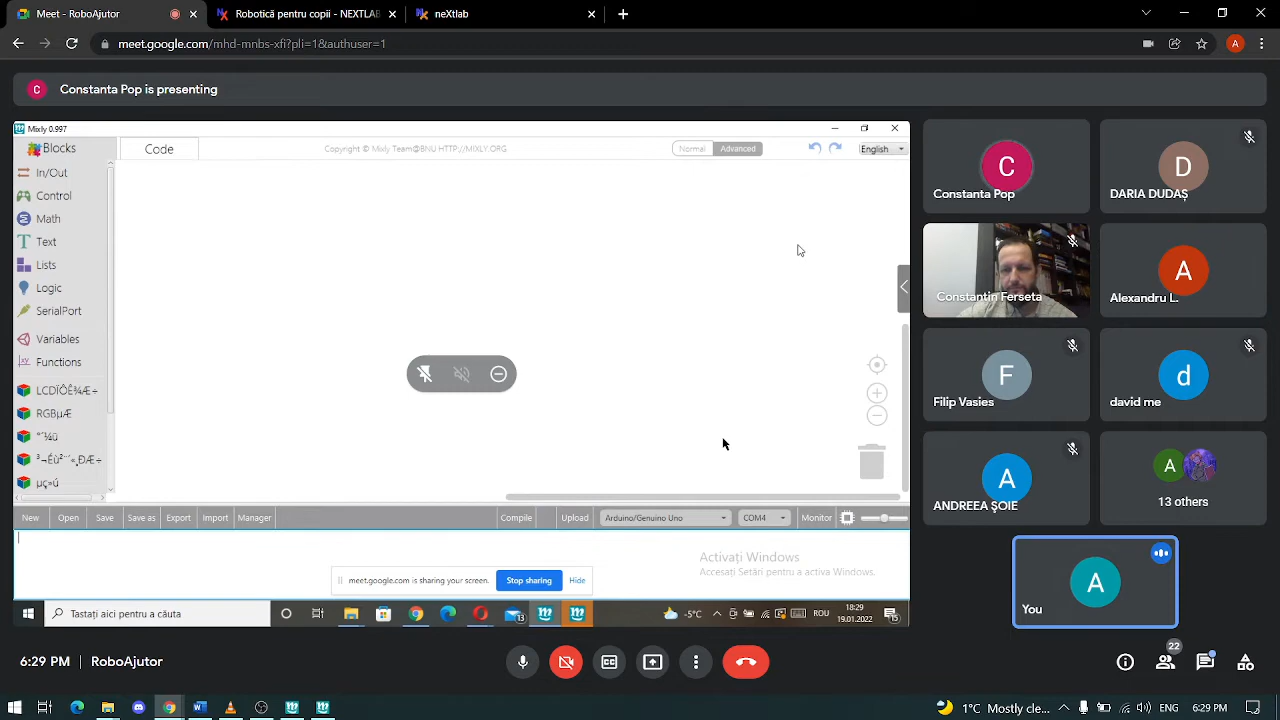 Meet - RoboAjutor
Robotică pentru copii - NEXTLAB
neXtlab
meet.google.com/mhd-mnbs-xfi?pli=1&authuser=1
A
C Constanta Pop is presenting
Mixly 0.997
Blocks
Code
Copyright © Mixly Team@BNU HTTP://MIXLY.ORG
Normal Advanced
English
In/Out
Control
Math
Text
Lists
Logic
SerialPort
Variables
Functions
LCDÏÔÊ¾Æ÷
RGBµÆ
New Open Save Save as Export Import Manager
Compile Upload Arduino/Genuino Uno COM4 Monitor
Activați Windows
Accesați Setări pentru a activa Windows.
meet.google.com is sharing your screen. Stop sharing Hide
Tastați aici pentru a căuta
13
-5°C
ROU
18:29
19.01.2022
15
C
Constanta Pop
D
DARIA DUDAȘ
Constantin Ferseta
A
Alexandru L.
F
Filip Vasies
d
david me
A
ANDREEA ȘOIE
A
13 others
A
You
6:29 PM | RoboAjutor
22
1°C Mostly cle...
ENG
6:29 PM